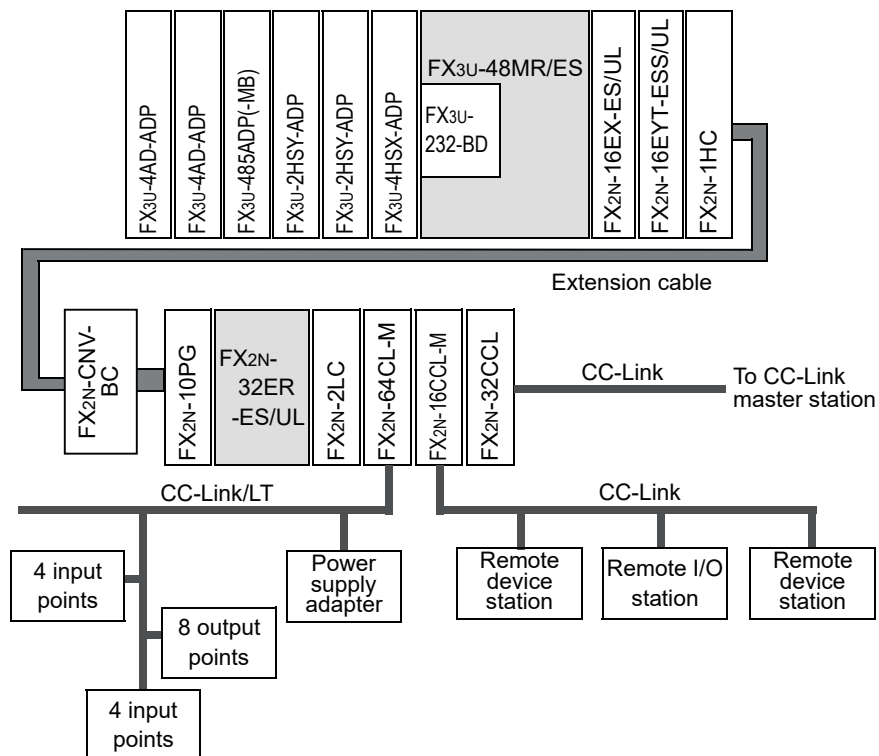 FX3U-4AD-ADP
FX3U-4AD-ADP
FX3U-485ADP(-MB)
FX3U-2HSY-ADP
FX3U-2HSY-ADP
FX3U-4HSX-ADP
FX3U-48MR/ES
FX3U-
232-BD
FX2N-16EX-ES/UL
FX2N-16EYT-ESS/UL
FX2N-1HC
Extension cable
FX2N-CNV-
BC
FX2N-10PG
FX2N-
32ER
-ES/UL
FX2N-2LC
FX2N-64CL-M
FX2N-16CCL-M
FX2N-32CCL
CC-Link
To CC-Link
master station
CC-Link/LT
CC-Link
4 input
points
8 output
points
4 input
points
Power
supply
adapter
Remote
device
station
Remote I/O
station
Remote
device
station